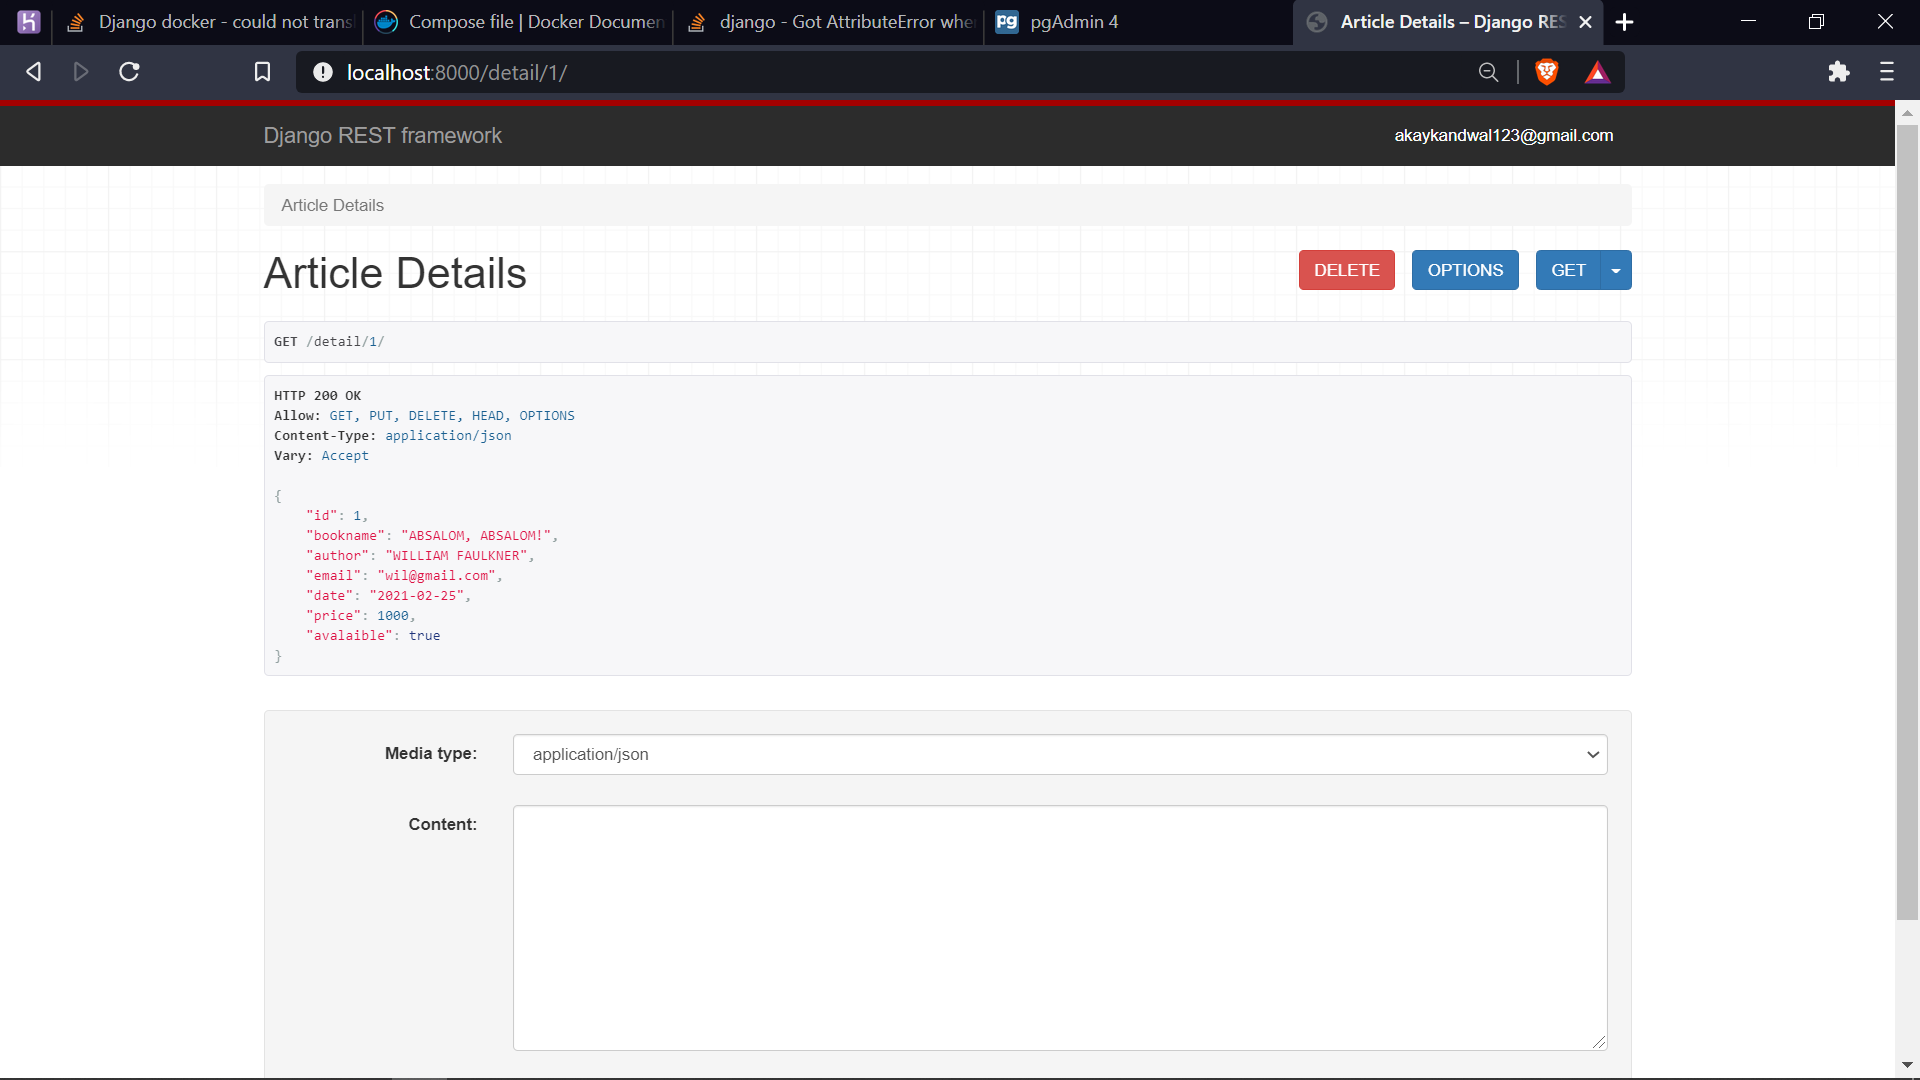 Django docker - could not trans
Compose file | Docker Documen
django - Got AttributeError whe
pgAdmin 4
Article Details – Django RES
localhost:8000/detail/1/
Django REST framework
akaykandwal123@gmail.com
Article Details
Article Details
DELETE
OPTIONS
GET
GET /detail/1/
HTTP 200 OK
Allow: GET, PUT, DELETE, HEAD, OPTIONS
Content-Type: application/json
Vary: Accept
{
"id": 1,
"bookname": "ABSALOM, ABSALOM!",
"author": "WILLIAM FAULKNER",
"email": "wil@gmail.com",
"date": "2021-02-25",
"price": 1000,
"avalaible": true
}
Media type:
application/json
Content: